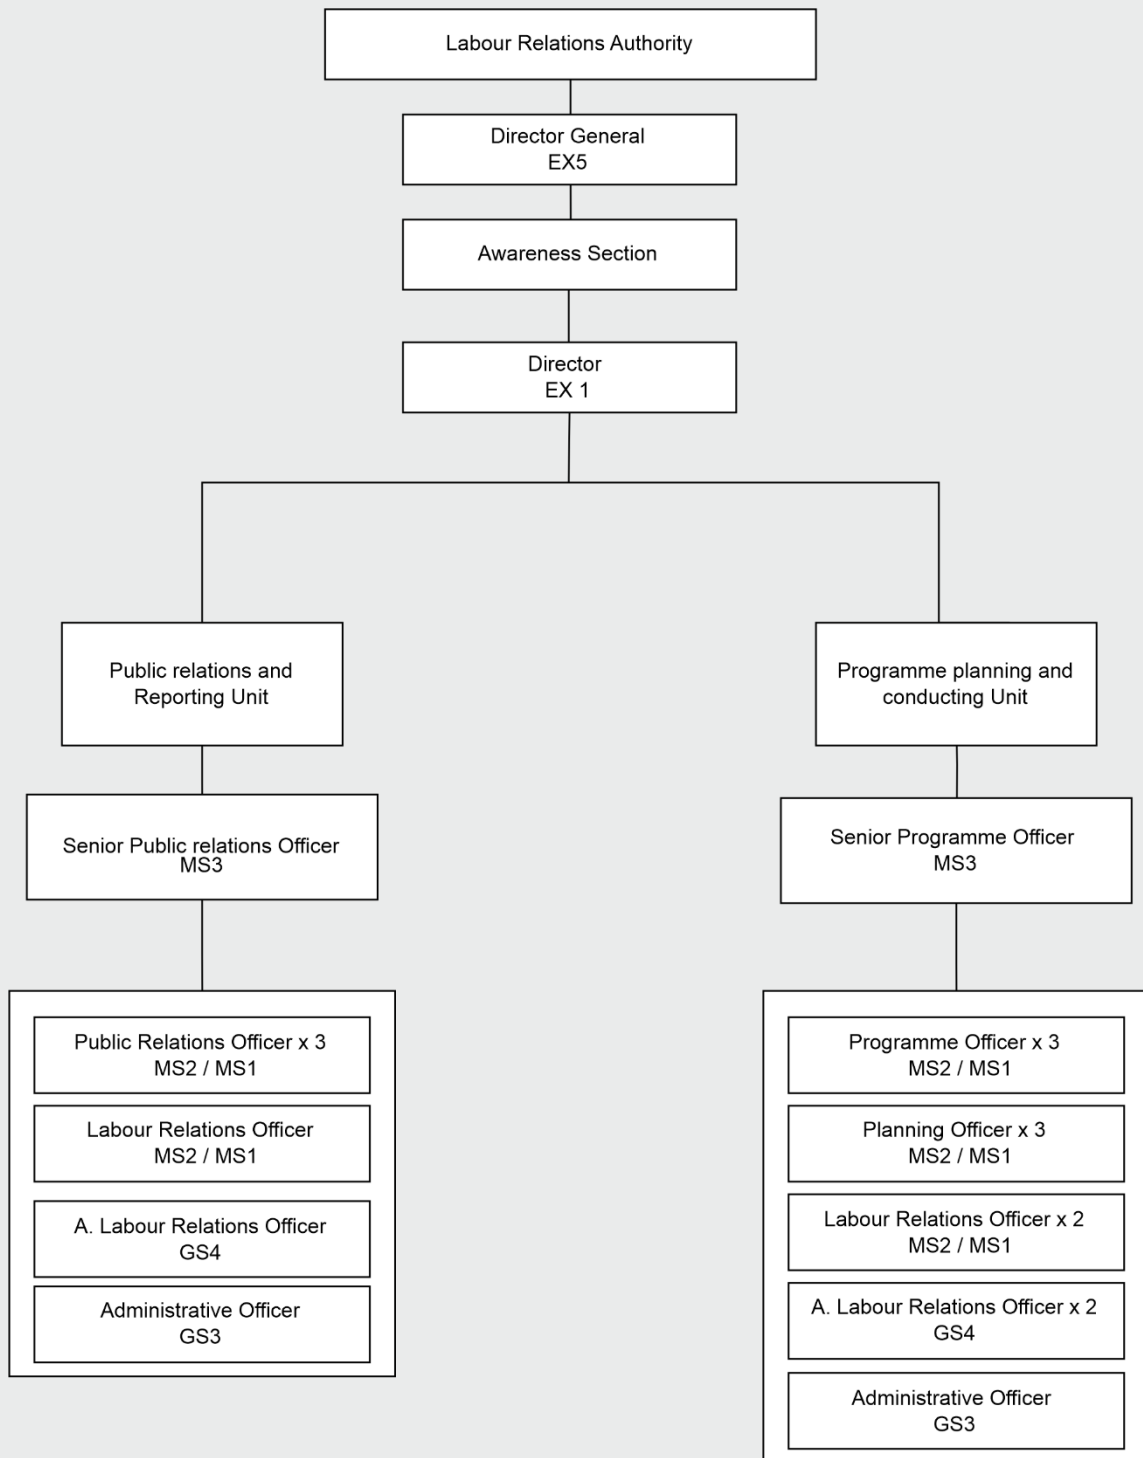 Labour Relations Authority
Director General
EX5
Awareness Section
Director
EX 1
Public relations and
Reporting Unit
Senior Public relations Officer
MS3
Public Relations Officer x 3
MS2 / MS1
Labour Relations Officer
MS2 / MS1
A. Labour Relations Officer
GS4
Administrative Officer
GS3
Programme planning and
conducting Unit
Senior Programme Officer
MS3
Programme Officer x 3
MS2 / MS1
Planning Officer x 3
MS2 / MS1
Labour Relations Officer x 2
MS2 / MS1
A. Labour Relations Officer x 2
GS4
Administrative Officer
GS3